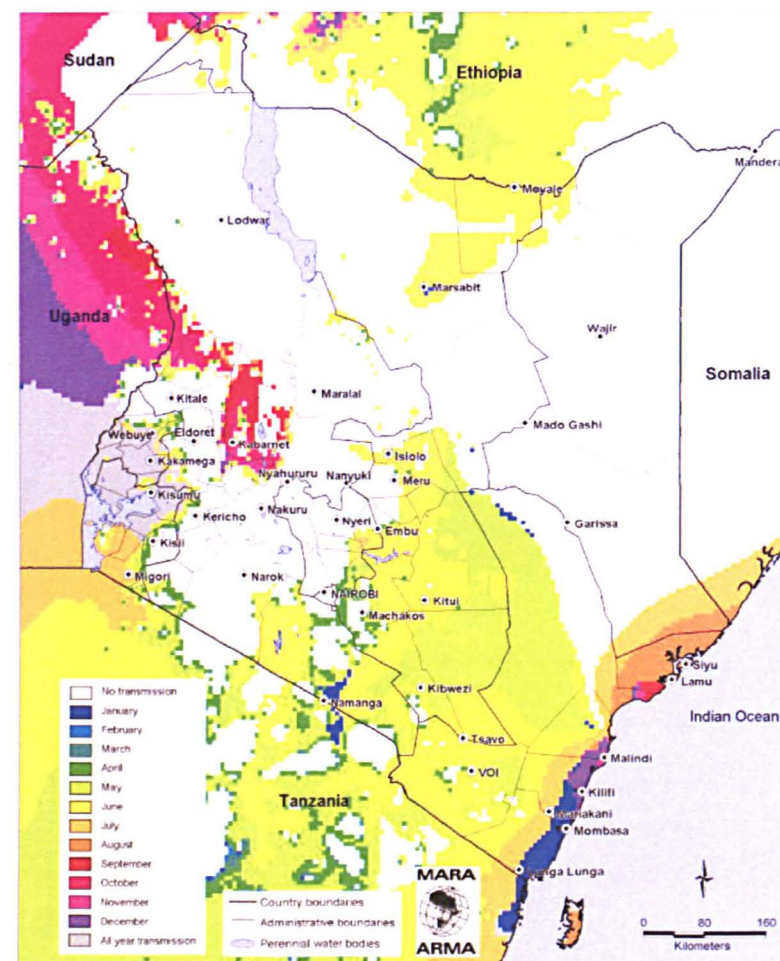 Sudan
Ethiopia
Mandera
Moyale
Lodwar
Marsabit
Uganda
Wajir
Somalia
Kitale
Maralal
Mado Gashi
Webuye
Eldoret
Kabarnet
Isiolo
Kakamega
Nyahururu
Nanyuki
Meru
Kisumu
Kericho
Nakuru
Nyeri
Embu
Garissa
Kisii
Migori
Narok
NAIROBI
Kitui
Machakos
Siyu
Lamu
Kibwezi
Namanga
Indian Ocean
Tsavo
Malindi
VOI
Kilifi
Tanzania
Mariakani
Mombasa
Lunga Lunga
No transmission
January
February
March
April
May
June
July
August
September
October
November
December
All year transmission
Country boundaries
Administrative boundaries
Perennial water bodies
MARA
ARMA
0 80 160
Kilometers